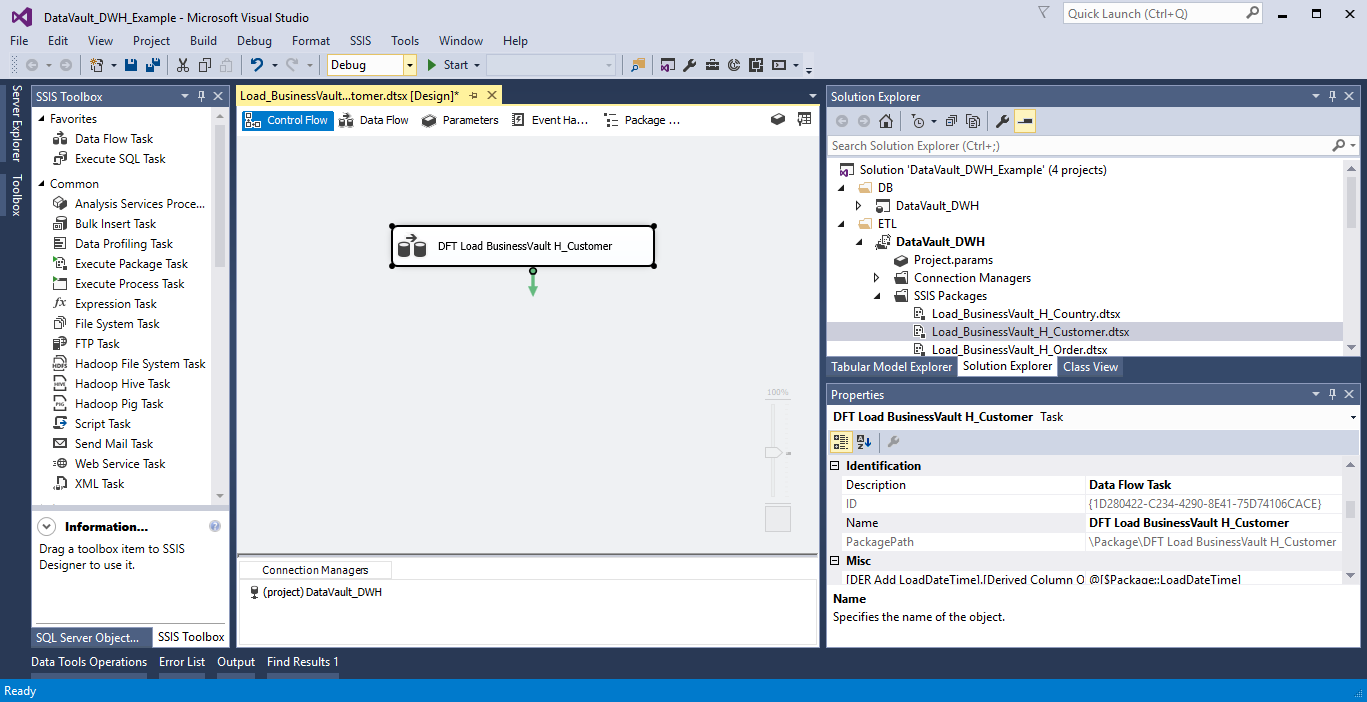 DataVault_DWH_Example - Microsoft Visual Studio
Quick Launch (Ctrl+Q)
File Edit View Project Build Debug Format SSIS Tools Window Help
Debug Start
Server Explorer
Toolbox
SSIS Toolbox
Favorites
Data Flow Task
Execute SQL Task
Common
Analysis Services Proce...
Bulk Insert Task
Data Profiling Task
Execute Package Task
Execute Process Task
Expression Task
File System Task
FTP Task
Hadoop File System Task
Hadoop Hive Task
Hadoop Pig Task
Script Task
Send Mail Task
Web Service Task
XML Task
Information...
Drag a toolbox item to SSIS
Designer to use it.
SQL Server Object... SSIS Toolbox
Load_BusinessVault...tomer.dtsx [Design]*
Control Flow Data Flow Parameters Event Ha... Package ...
DFT Load BusinessVault H_Customer
100%
Connection Managers
(project) DataVault_DWH
Solution Explorer
Search Solution Explorer (Ctrl+;)
Solution 'DataVault_DWH_Example' (4 projects)
DB
DataVault_DWH
ETL
DataVault_DWH
Project.params
Connection Managers
SSIS Packages
Load_BusinessVault_H_Country.dtsx
Load_BusinessVault_H_Customer.dtsx
Load_BusinessVault_H_Order.dtsx
Tabular Model Explorer Solution Explorer Class View
Properties
DFT Load BusinessVault H_Customer Task
Identification
Description Data Flow Task
ID {1D280422-C234-4290-8E41-75D74106CACE}
Name DFT Load BusinessVault H_Customer
PackagePath \Package\DFT Load BusinessVault H_Customer
Misc
[DER Add LoadDateTime].[Derived Column O @[$Package::LoadDateTime]
Name
Specifies the name of the object.
Data Tools Operations Error List Output Find Results 1
Ready